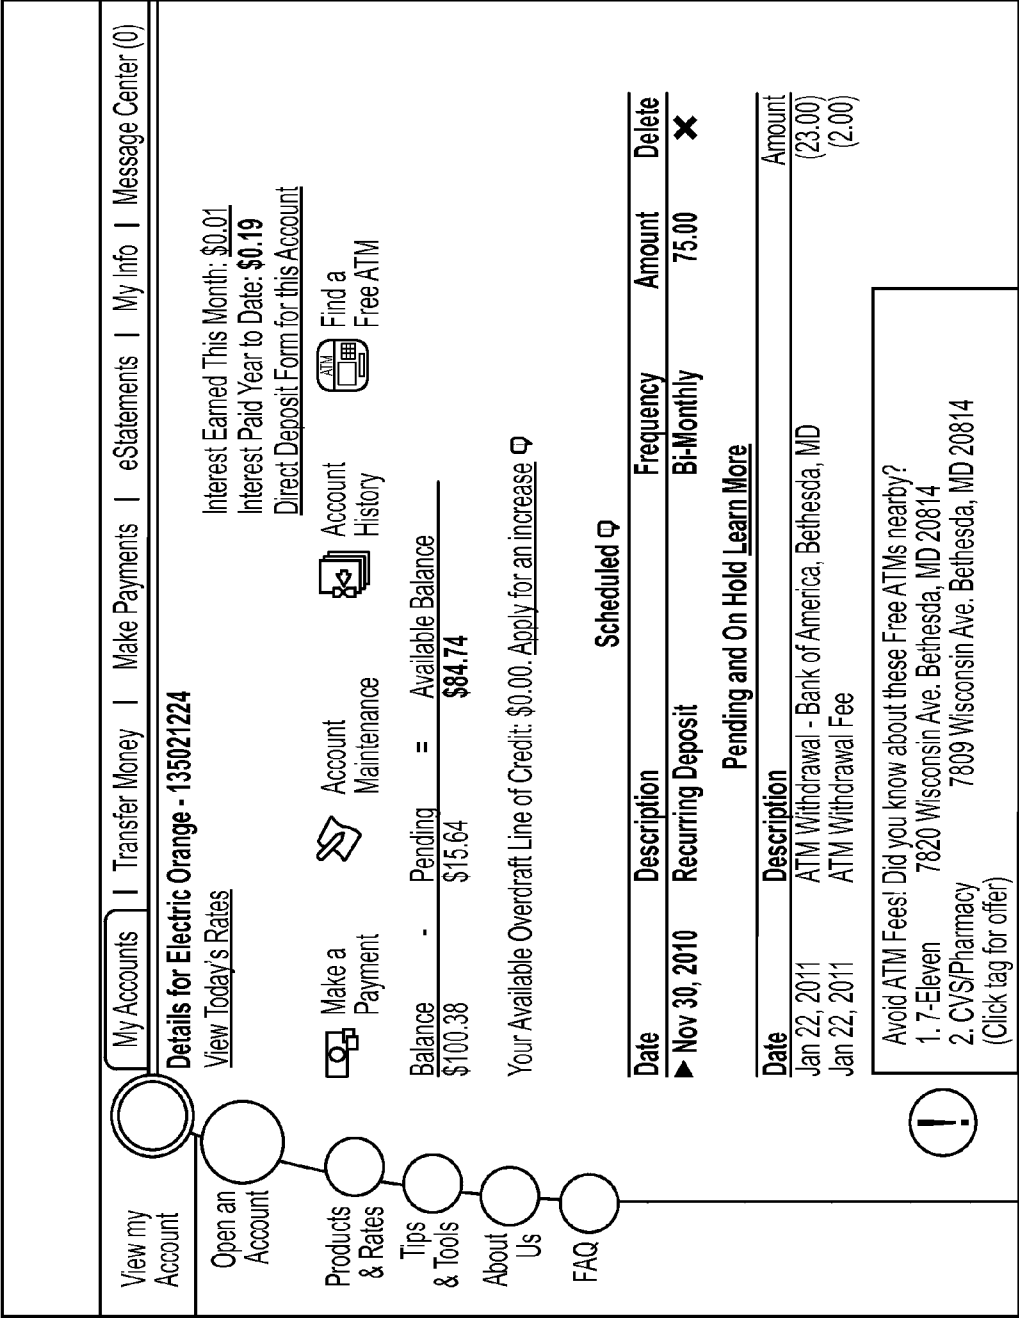 My Accounts | Transfer Money | Make Payments | eStatements | My Info | Message Center (0)
View my
Account
Open an
Account
Products
& Rates
Tips
& Tools
About
Us
FAQ
Details for Electric Orange - 135021224
View Today's Rates
Interest Earned This Month: $0.01
Interest Paid Year to Date: $0.19
Direct Deposit Form for this Account
Make a
Payment
Account
Maintenance
Account
History
ATM
Find a
Free ATM
Balance - Pending = Available Balance
$100.38 $15.64 $84.74
Your Available Overdraft Line of Credit: $0.00. Apply for an increase
Scheduled
Date Description Frequency Amount Delete
▶ Nov 30, 2010 Recurring Deposit Bi-Monthly 75.00 ✖
Pending and On Hold Learn More
Date Description Amount
Jan 22, 2011 ATM Withdrawal - Bank of America, Bethesda, MD (23.00)
Jan 22, 2011 ATM Withdrawal Fee (2.00)
!
Avoid ATM Fees! Did you know about these Free ATMs nearby?
1. 7-Eleven 7820 Wisconsin Ave. Bethesda, MD 20814
2. CVS/Pharmacy 7809 Wisconsin Ave. Bethesda, MD 20814
(Click tag for offer)